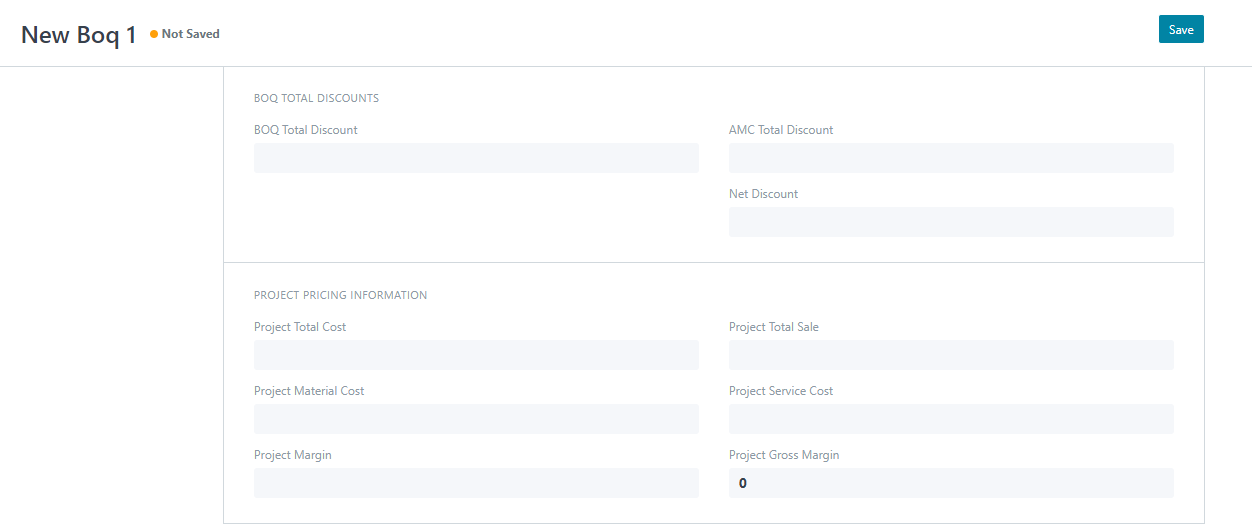 New Boq 1
Not Saved
Save
BOQ TOTAL DISCOUNTS
BOQ Total Discount
AMC Total Discount
Net Discount
PROJECT PRICING INFORMATION
Project Total Cost
Project Total Sale
Project Material Cost
Project Service Cost
Project Margin
Project Gross Margin
0